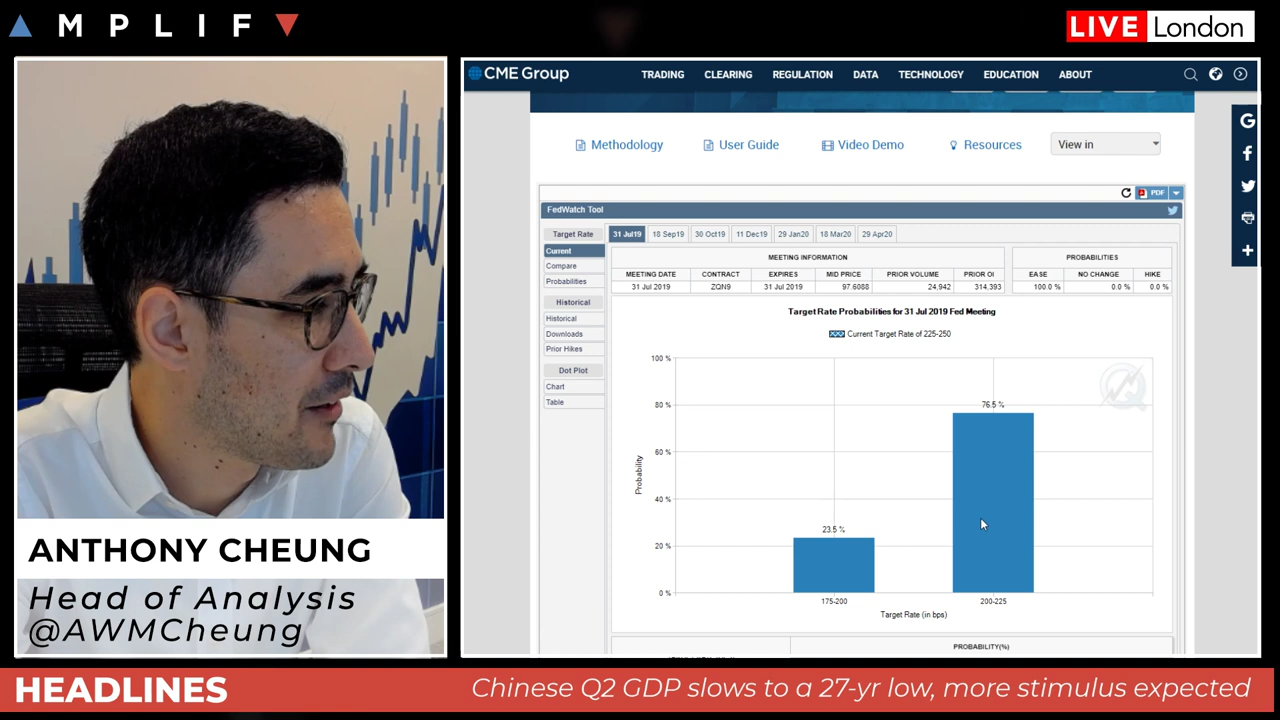 ▲ M P L I F ▼
LIVE London
CME Group
TRADING CLEARING REGULATION DATA TECHNOLOGY EDUCATION ABOUT
Methodology User Guide Video Demo Resources View in
PDF
FedWatch Tool
Target Rate
Current
Compare
Probabilities
Historical
Historical
Downloads
Prior Hikes
Dot Plot
Chart
Table
31 Jul19 18 Sep19 30 Oct19 11 Dec19 29 Jan20 18 Mar20 29 Apr20
MEETING INFORMATION
MEETING DATE CONTRACT EXPIRES MID PRICE PRIOR VOLUME PRIOR OI
31 Jul 2019 ZQN9 31 Jul 2019 97.6088 24,942 314,393
PROBABILITIES
EASE NO CHANGE HIKE
100.0 % 0.0 % 0.0 %
Target Rate Probabilities for 31 Jul 2019 Fed Meeting
Current Target Rate of 225-250
100 %
80 %
60 %
40 %
20 %
0 %
Probability
23.5 %
76.5 %
175-200 200-225
Target Rate (in bps)
PROBABILITY(%)
ANTHONY CHEUNG
Head of Analysis
@AWMCheung
HEADLINES
Chinese Q2 GDP slows to a 27-yr low, more stimulus expected